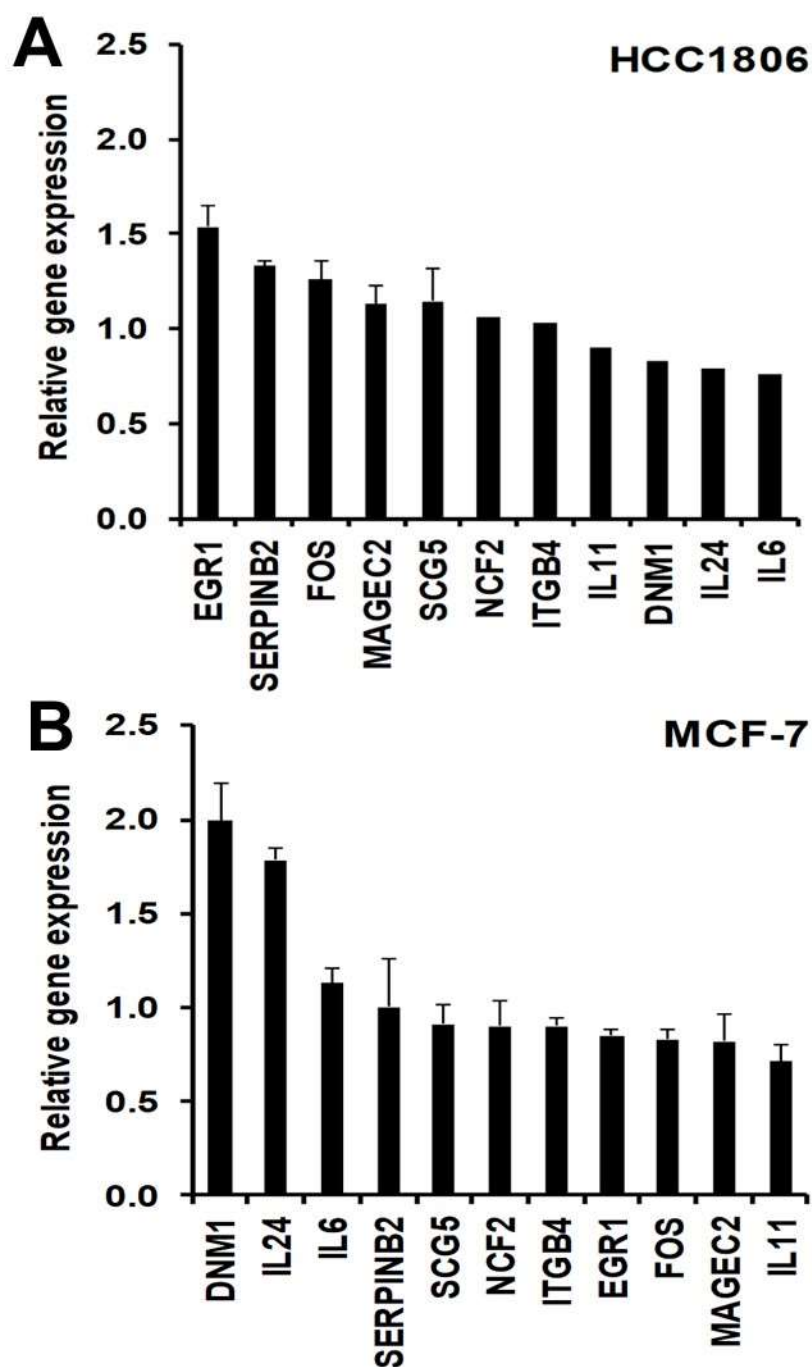 A
HCC1806
Relative gene expression
2.5
2.0
1.5
1.0
0.5
0.0
EGR1
SERPINB2
FOS
MAGEC2
SCG5
NCF2
ITGB4
IL11
DNM1
IL24
IL6
B
MCF-7
Relative gene expression
2.5
2.0
1.5
1.0
0.5
0.0
DNM1
IL24
IL6
SERPINB2
SCG5
NCF2
ITGB4
EGR1
FOS
MAGEC2
IL11